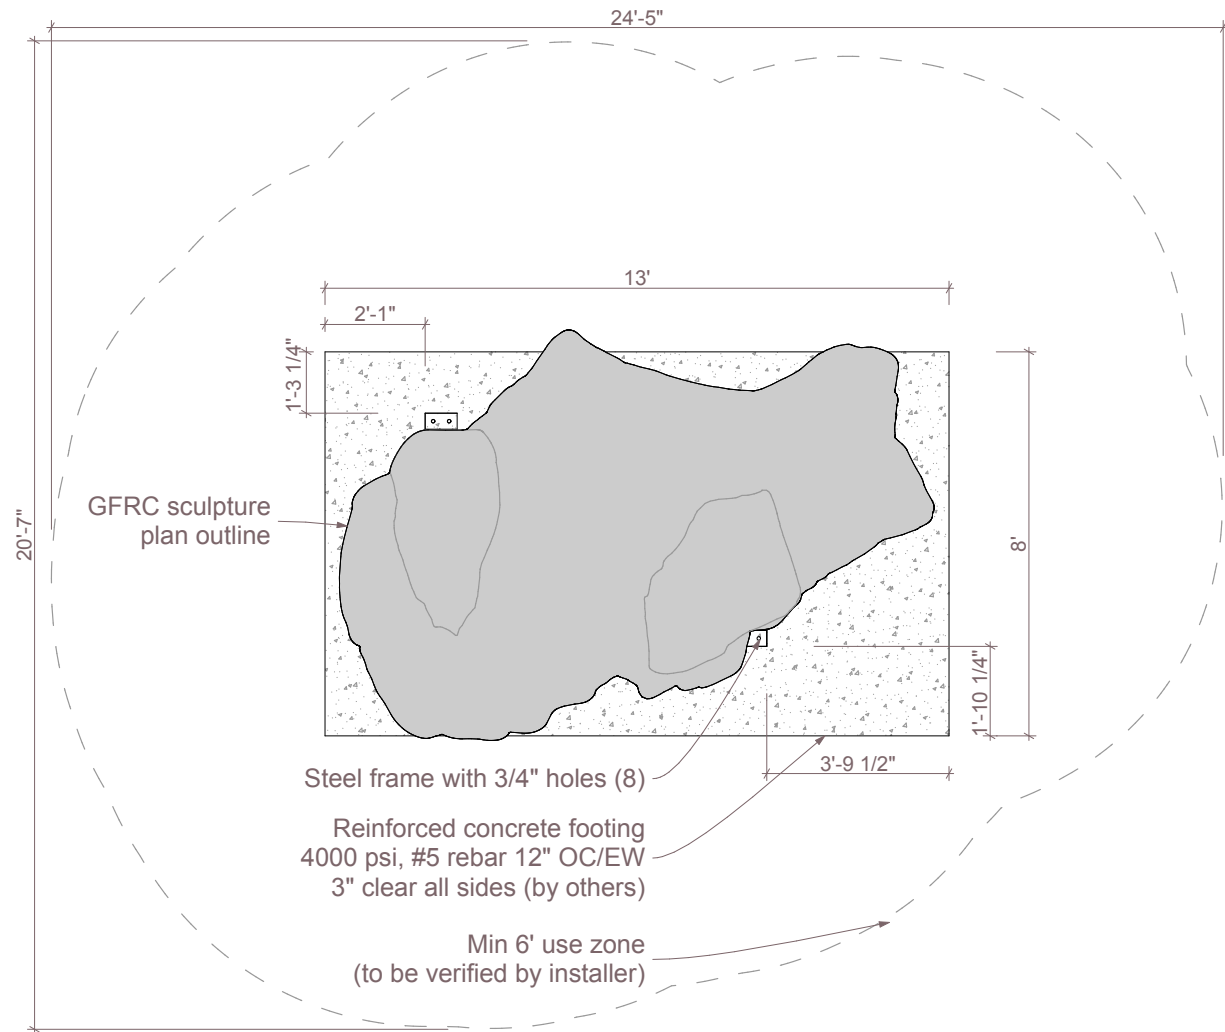 24'-5"
20'-7"
13'
2'-1"
1'-3 1/4"
GFRC sculpture
plan outline
8'
1'-10 1/4"
3'-9 1/2"
Steel frame with 3/4" holes (8)
Reinforced concrete footing
4000 psi, #5 rebar 12" OC/EW
3" clear all sides (by others)
Min 6' use zone
(to be verified by installer)